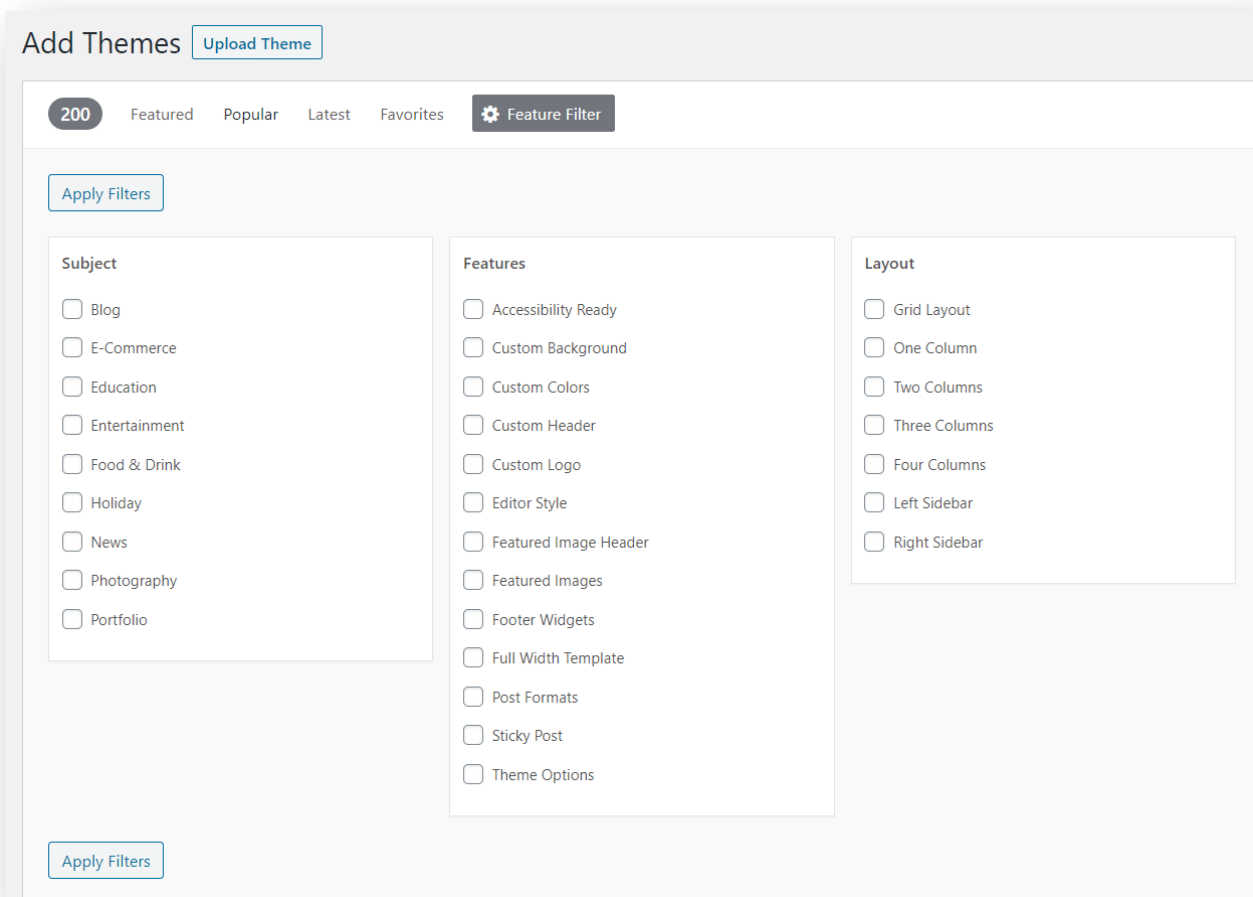 Add Themes Upload Theme
200 Featured Popular Latest Favorites Feature Filter
Apply Filters
Subject
Blog
E-Commerce
Education
Entertainment
Food & Drink
Holiday
News
Photography
Portfolio
Features
Accessibility Ready
Custom Background
Custom Colors
Custom Header
Custom Logo
Editor Style
Featured Image Header
Featured Images
Footer Widgets
Full Width Template
Post Formats
Sticky Post
Theme Options
Layout
Grid Layout
One Column
Two Columns
Three Columns
Four Columns
Left Sidebar
Right Sidebar
Apply Filters